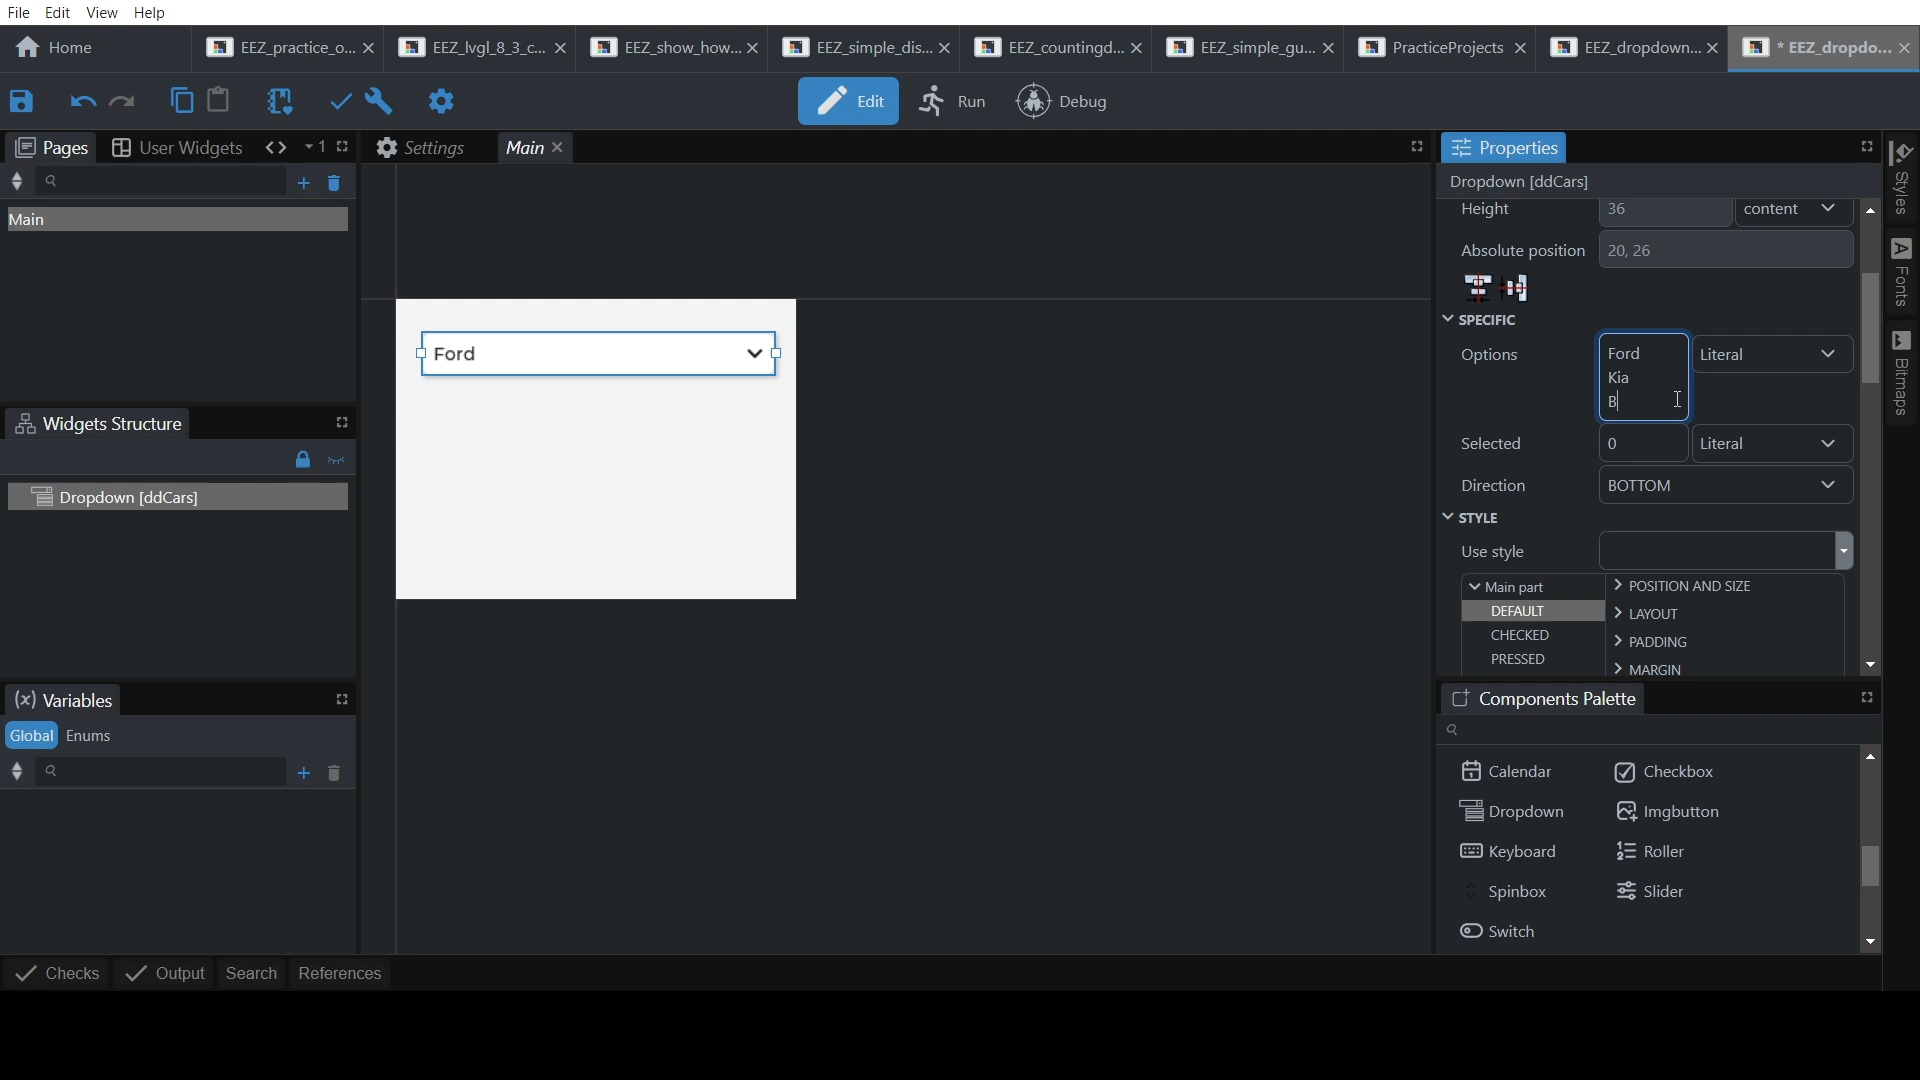 File Edit View Help
Home EEZ_practice_o... EEZ_lvgl_8_3_c... EEZ_show_how... EEZ_simple_dis... EEZ_countingd... EEZ_simple_gu... PracticeProjects EEZ_dropdown... * EEZ_dropdo...
Edit Run Debug
Pages User Widgets 1
Main
Widgets Structure
Dropdown [ddCars]
(x) Variables
Global Enums
Settings Main
Ford
Properties
Dropdown [ddCars]
Height 36 content
Absolute position 20, 26
SPECIFIC
Options Ford Literal
Kia
B
Selected 0 Literal
Direction BOTTOM
STYLE
Use style
Main part POSITION AND SIZE
DEFAULT LAYOUT
CHECKED PADDING
PRESSED MARGIN
Components Palette
Calendar Checkbox
Dropdown Imgbutton
Keyboard Roller
Spinbox Slider
Switch
Styles
Fonts
Bitmaps
Checks Output Search References